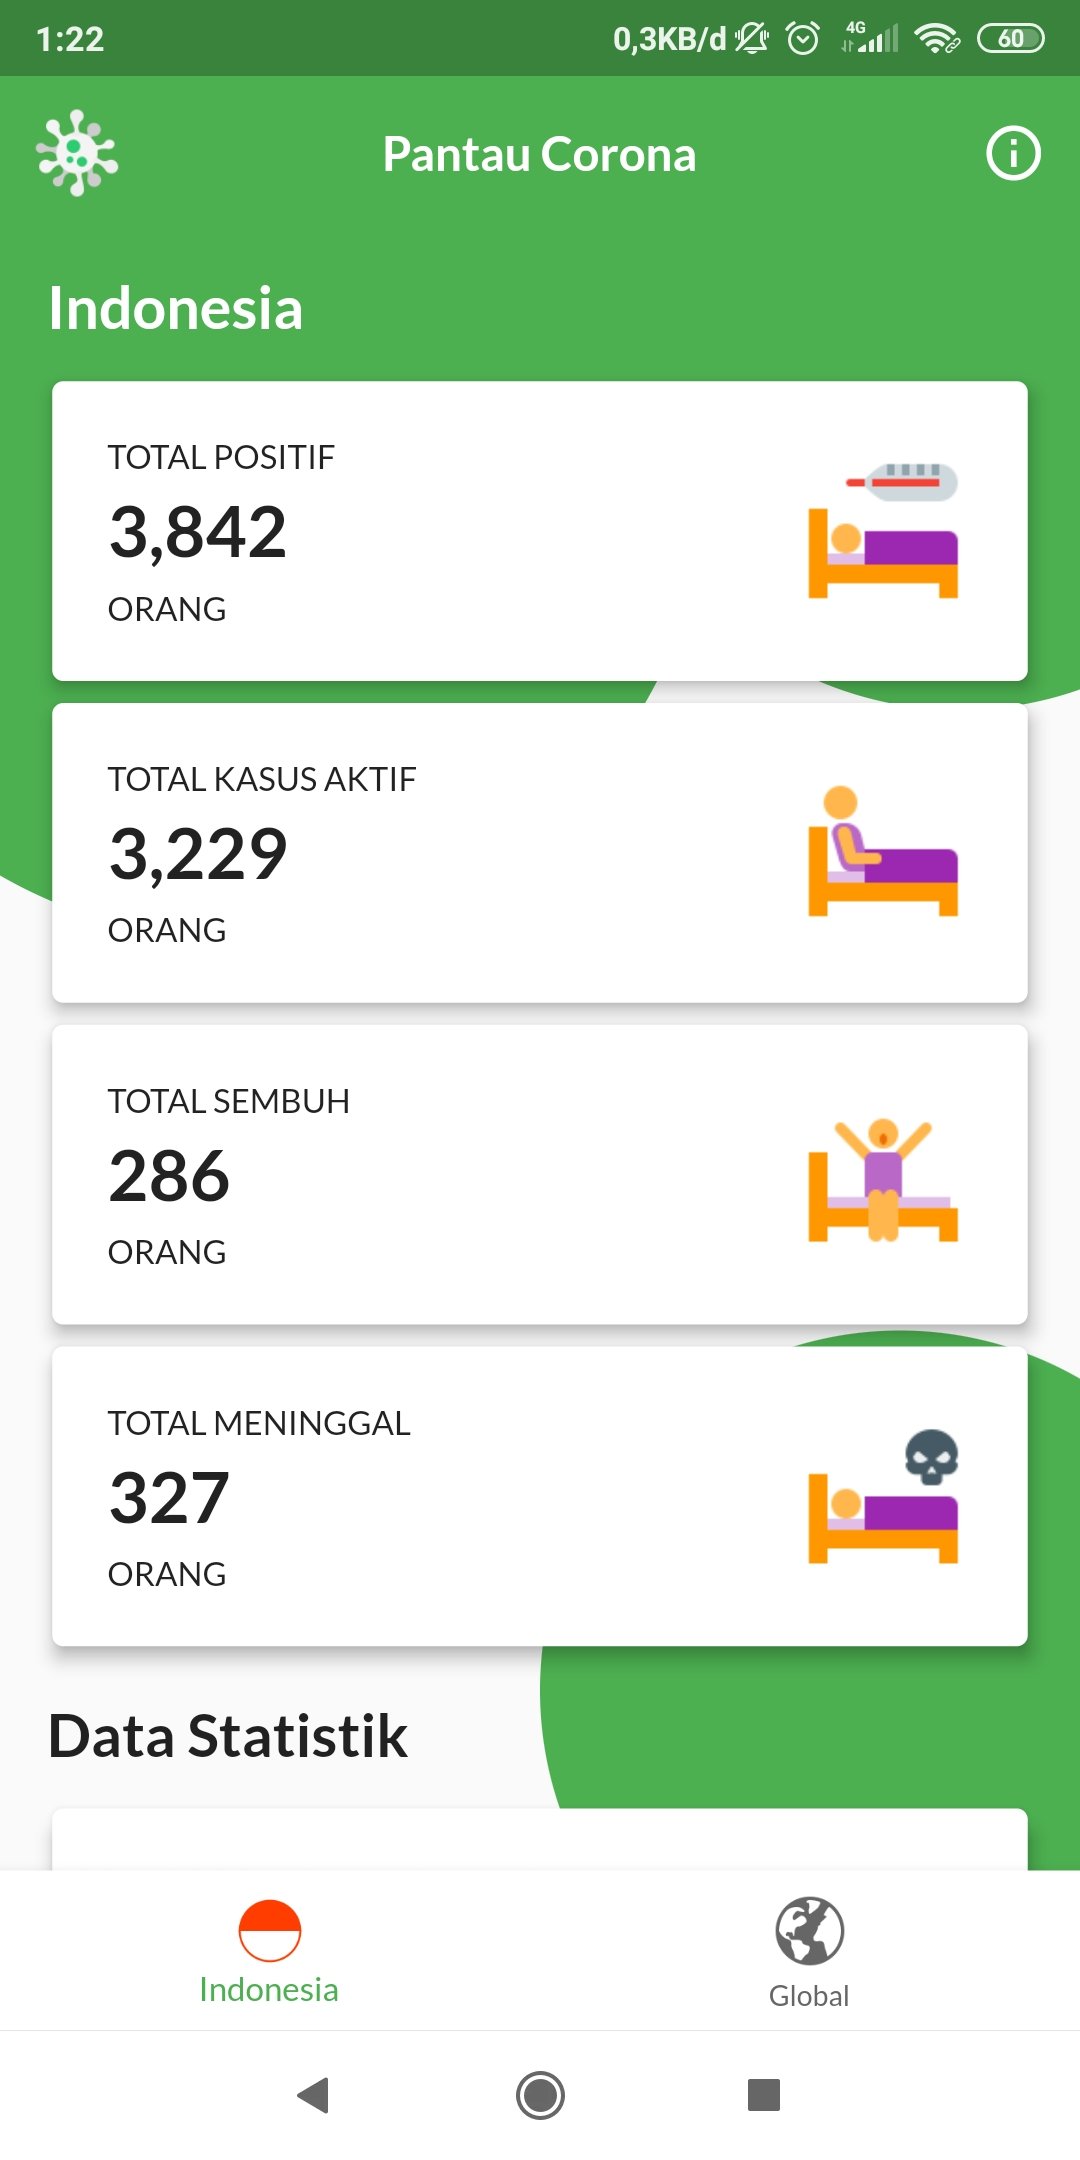 1:22
0,3KB/d
4G
60
Pantau Corona
Indonesia
TOTAL POSITIF
3,842
ORANG
TOTAL KASUS AKTIF
3,229
ORANG
TOTAL SEMBUH
286
ORANG
TOTAL MENINGGAL
327
ORANG
Data Statistik
Indonesia
Global